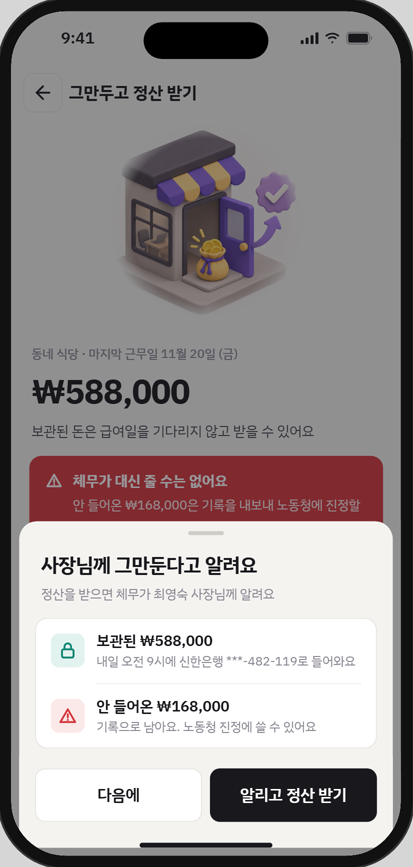 9:41
그만두고 정산 받기
동네 식당 · 마지막 근무일 11월 20일 (금)
₩588,000
보관된 돈은 급여일을 기다리지 않고 받을 수 있어요
체무가 대신 줄 수는 없어요
안 들어온 ₩168,000은 기록을 내보내 노동청에 진정할
사장님께 그만둔다고 알려요
정산을 받으면 체무가 최영숙 사장님께 알려요
보관된 ₩588,000
내일 오전 9시에 신한은행 ***-482-119로 들어와요
안 들어온 ₩168,000
기록으로 남아요. 노동청 진정에 쓸 수 있어요
다음에
알리고 정산 받기